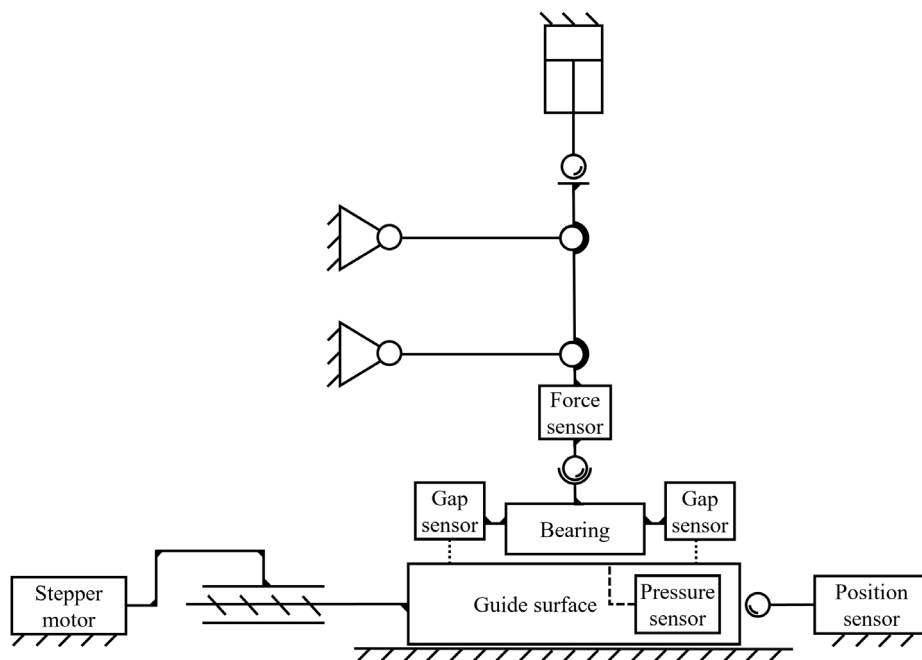 Force
sensor
Gap
sensor
Bearing
Gap
sensor
Stepper
motor
Guide surface
Pressure
sensor
Position
sensor